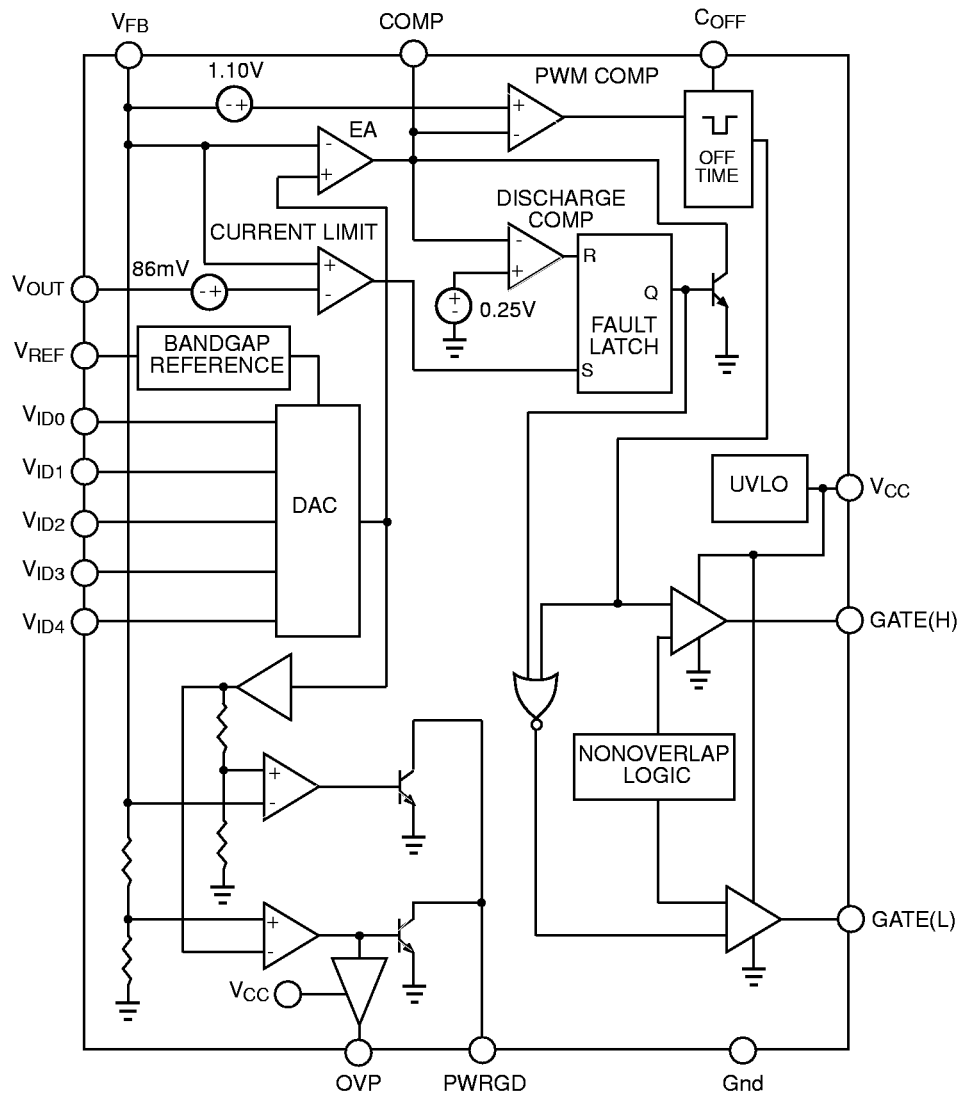 VFB
COMP
COFF
1.10V
- +
PWM COMP
+
-
EA
-
+
OFF
TIME
DISCHARGE
COMP
CURRENT LIMIT
-
+
R
+
-
VOUT
86mV
- +
+
-
0.25V
Q
FAULT
LATCH
S
VREF
BANDGAP
REFERENCE
VID0
VID1
VID2
VID3
VID4
DAC
UVLO
VCC
GATE(H)
NONOVERLAP
LOGIC
+
-
+
-
GATE(L)
VCC
OVP
PWRGD
Gnd